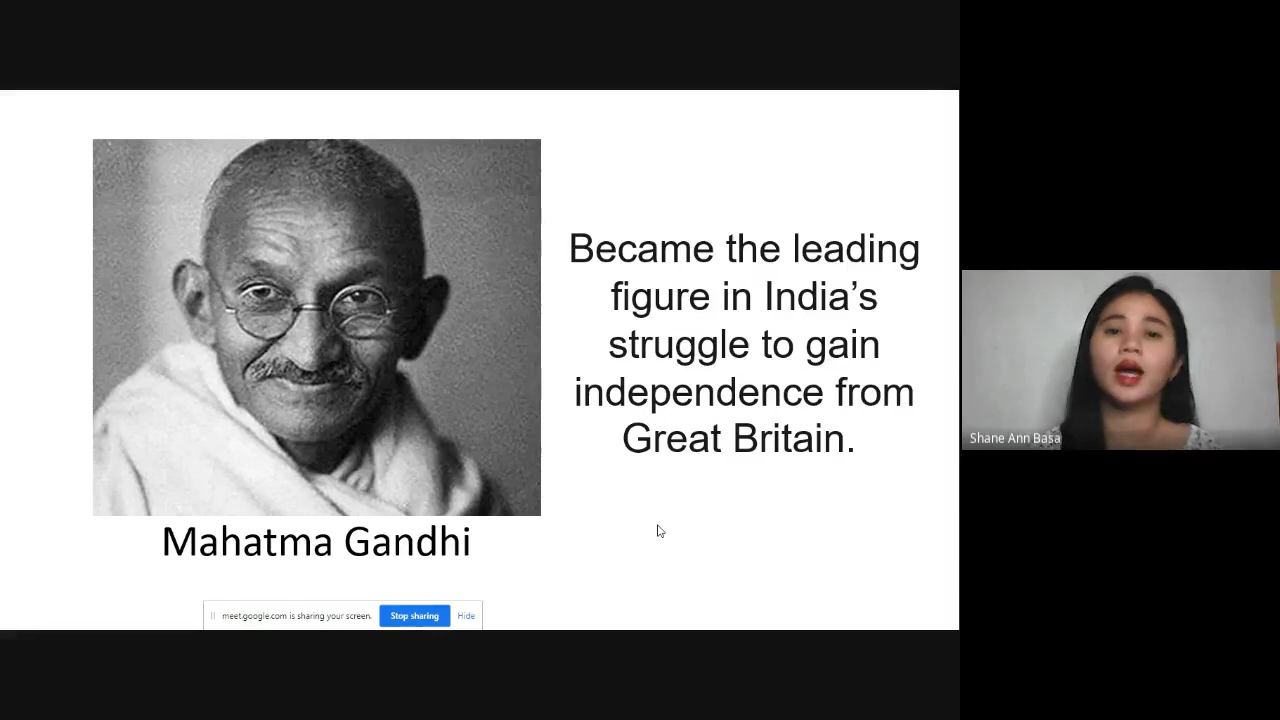 Became the leading
figure in India’s
struggle to gain
independence from
Great Britain.
Mahatma Gandhi
Shane Ann Basa
meet.google.com is sharing your screen.
Stop sharing
Hide